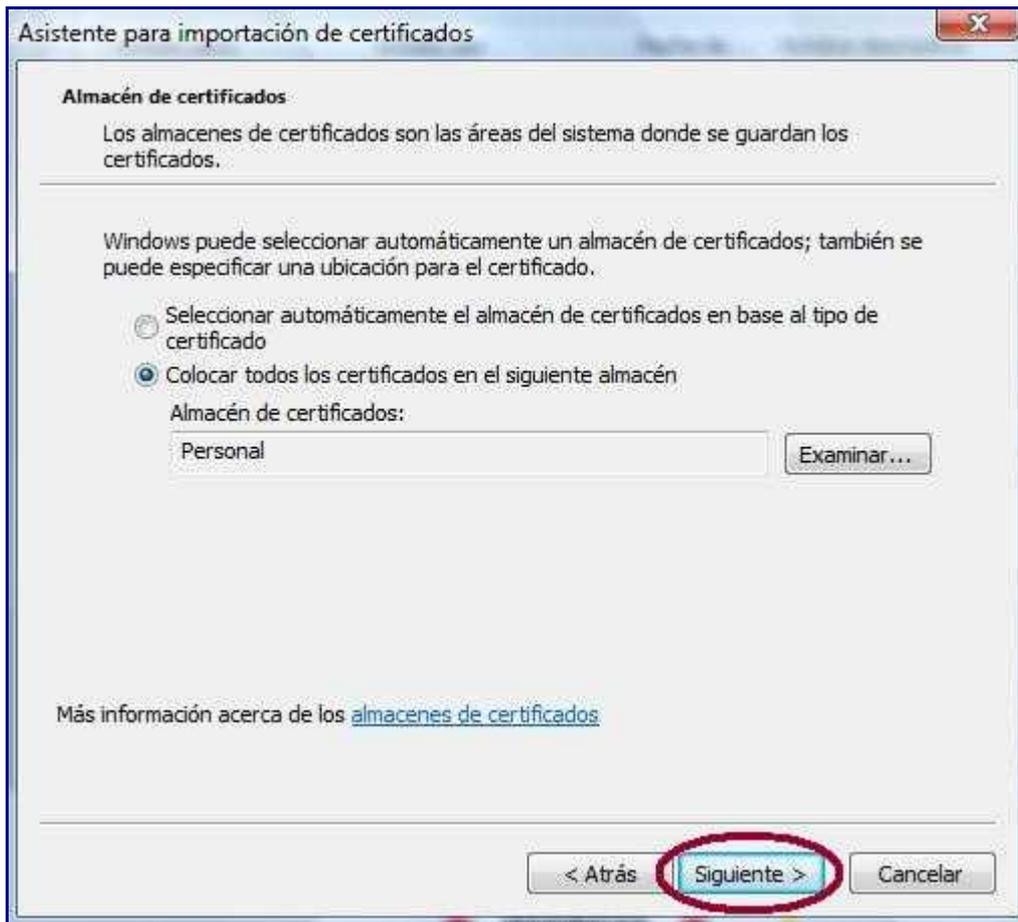 Asistente para importación de certificados
Almacén de certificados
Los almacenes de certificados son las áreas del sistema donde se guardan los
certificados.
Windows puede seleccionar automáticamente un almacén de certificados; también se
puede especificar una ubicación para el certificado.
Seleccionar automáticamente el almacén de certificados en base al tipo de
certificado
Colocar todos los certificados en el siguiente almacén
Almacén de certificados:
Personal
Examinar...
Más información acerca de los almacenes de certificados
< Atrás
Siguiente >
Cancelar